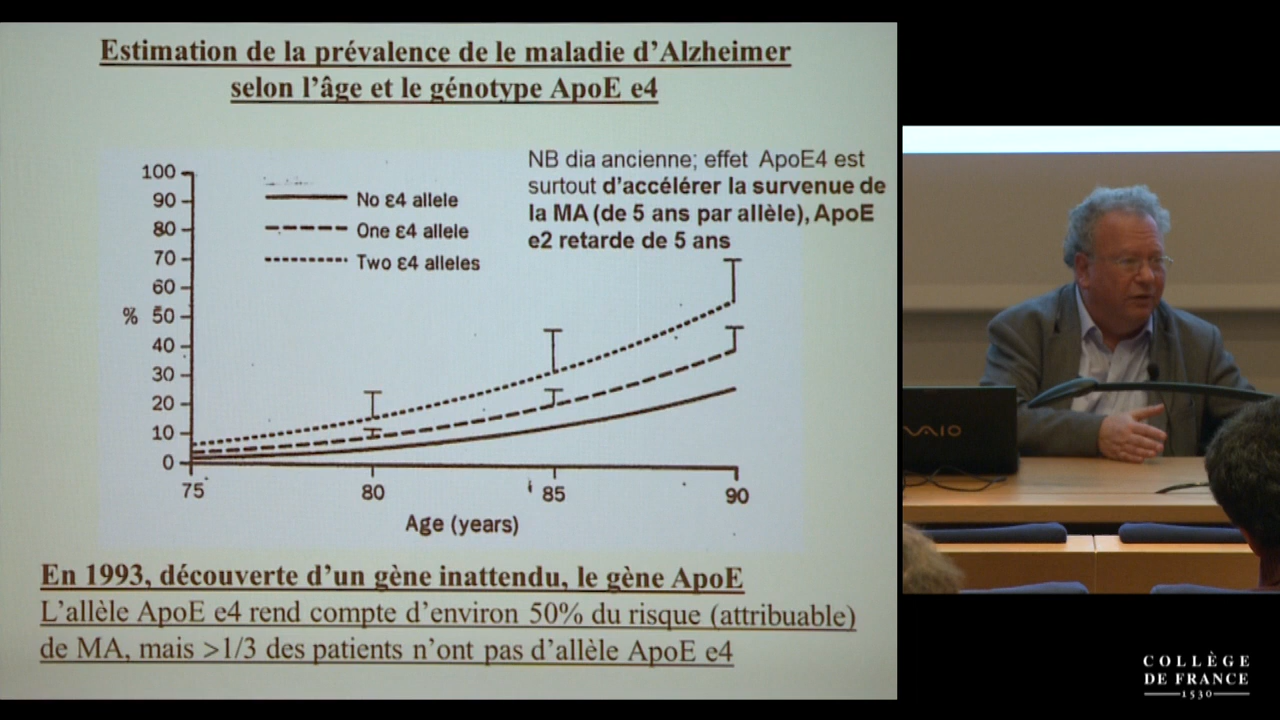 Estimation de la prévalence de le maladie d'Alzheimer
selon l'âge et le génotype ApoE e4
NB dia ancienne; effet ApoE4 est
surtout d'accélérer la survenue de
la MA (de 5 ans par allèle), ApoE
e2 retarde de 5 ans
No ε4 allele
One ε4 allele
Two ε4 alleles
100
90
80
70
60
% 50
40
30
20
10
0
75 80 85 90
Age (years)
En 1993, découverte d'un gène inattendu, le gène ApoE
L'allèle ApoE e4 rend compte d'environ 50% du risque (attribuable)
de MA, mais >1/3 des patients n'ont pas d'allèle ApoE e4
VAIO
COLLÈGE
DE FRANCE
1530